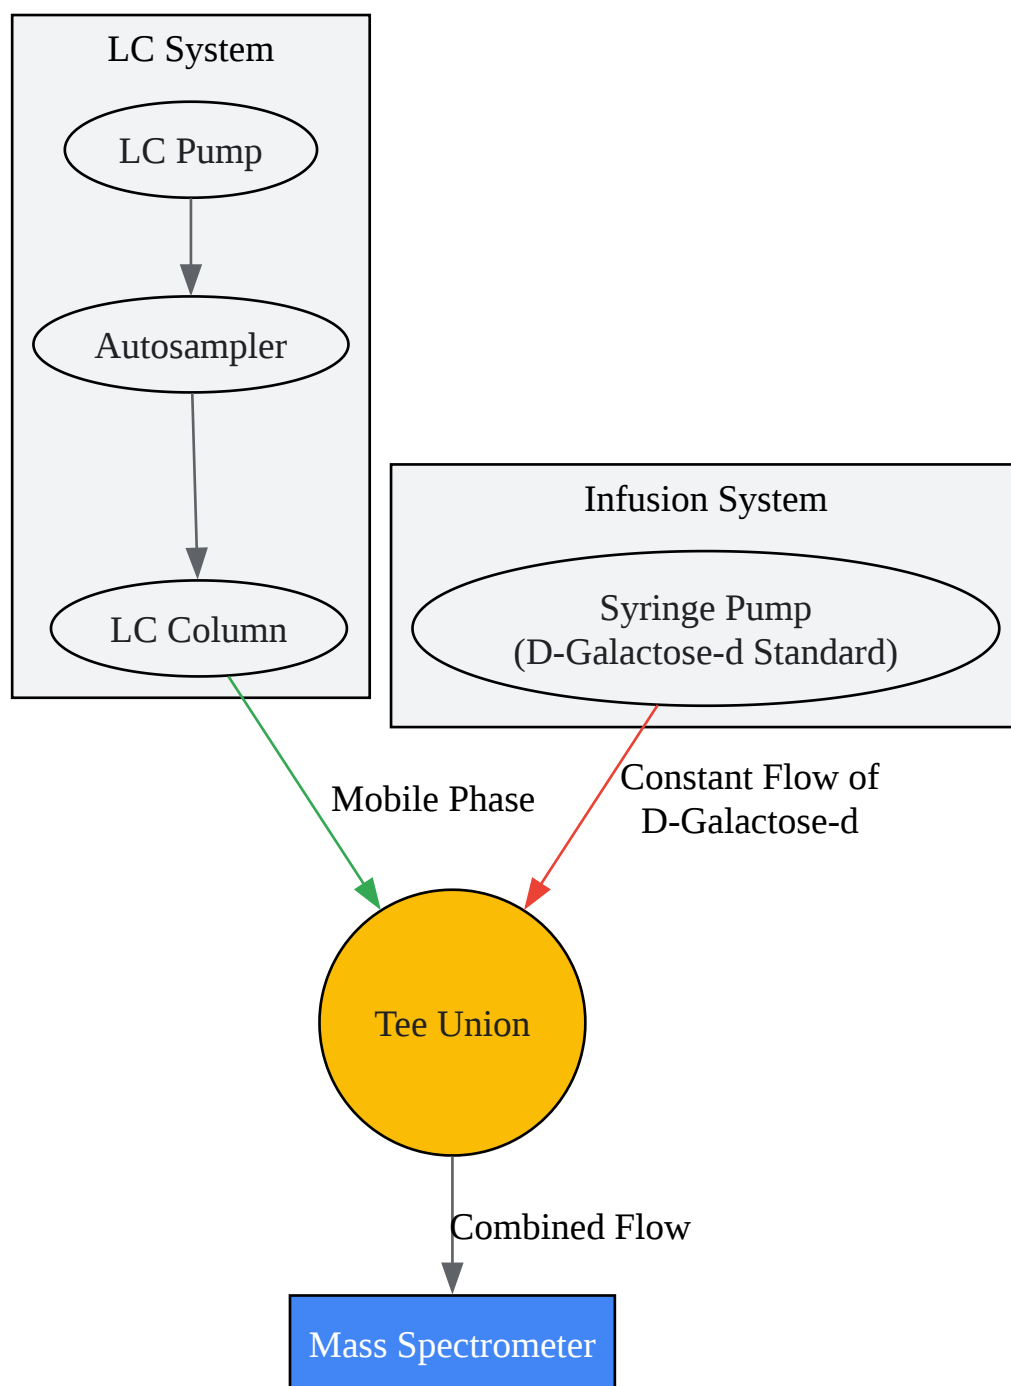 LC System
LC Pump
Autosampler
LC Column
Infusion System
Syringe Pump
(D-Galactose-d Standard)
Mobile Phase
Constant Flow of
D-Galactose-d
Tee Union
Combined Flow
Mass Spectrometer